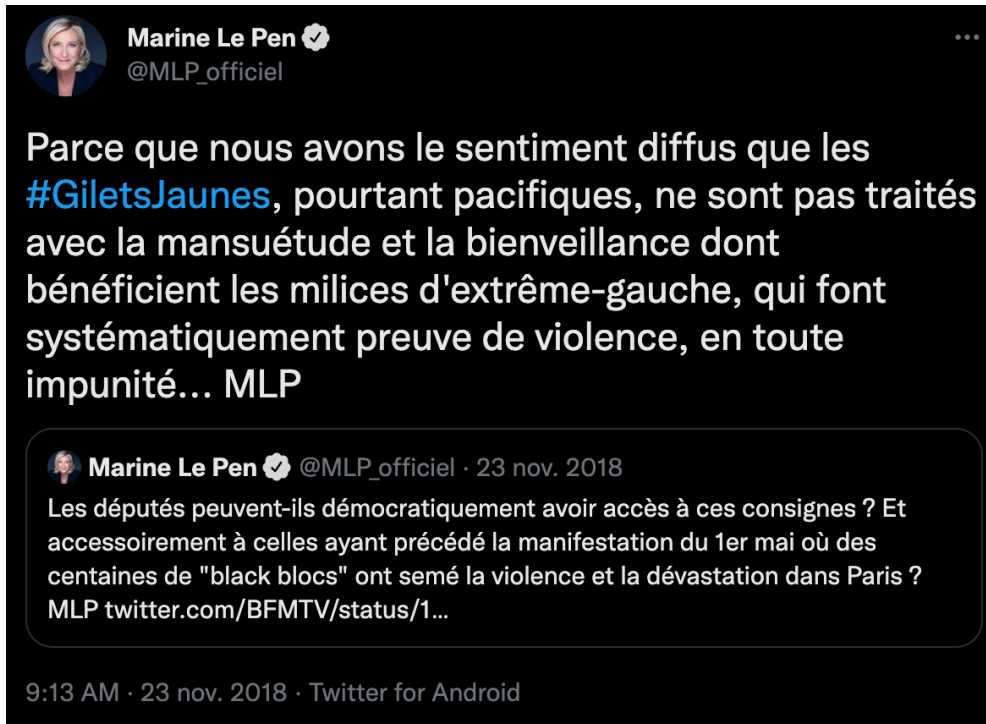 Marine Le Pen
@MLP_officiel
Parce que nous avons le sentiment diffus que les
#GiletsJaunes, pourtant pacifiques, ne sont pas traités
avec la mansuétude et la bienveillance dont
bénéficient les milices d'extrême-gauche, qui font
systématiquement preuve de violence, en toute
impunité... MLP
Marine Le Pen @MLP_officiel · 23 nov. 2018
Les députés peuvent-ils démocratiquement avoir accès à ces consignes ? Et
accessoirement à celles ayant précédé la manifestation du 1er mai où des
centaines de "black blocs" ont semé la violence et la dévastation dans Paris ?
MLP twitter.com/BFMTV/status/1...
9:13 AM · 23 nov. 2018 · Twitter for Android